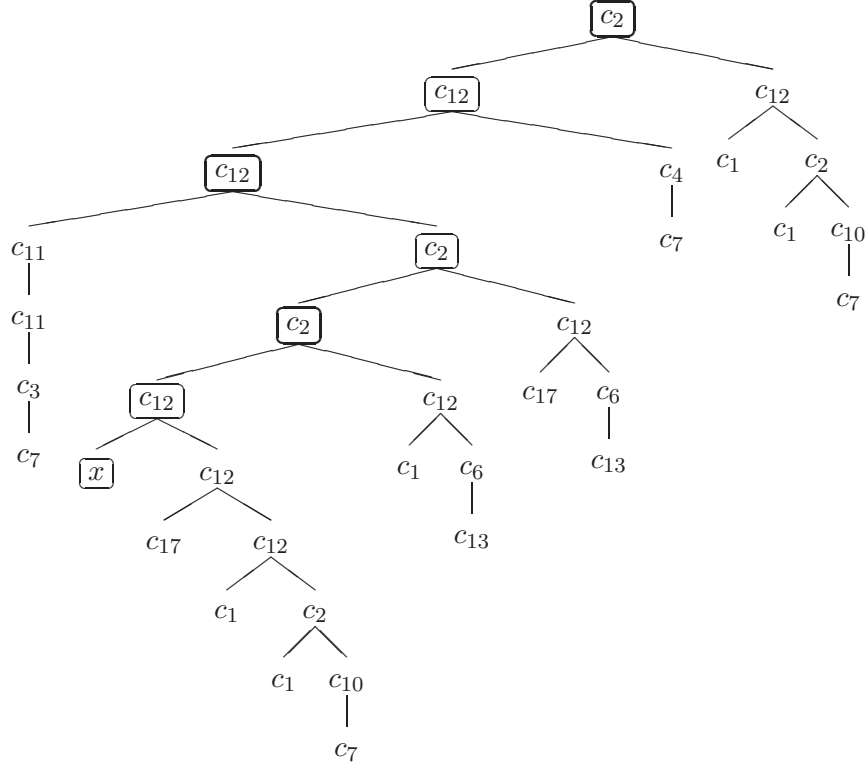 c₂
c₁₂ c₁₂
c₁₂ c₄ c₁ c₂
c₁₁ c₂ c₇ c₁ c₁₀
c₁₁ c₂ c₁₂ c₇
c₃ c₁₂ c₁₂ c₁₇ c₆
c₇ x c₁₂ c₁ c₆ c₁₃
c₁₇ c₁₂ c₁₃
c₁ c₂
c₁ c₁₀
c₇